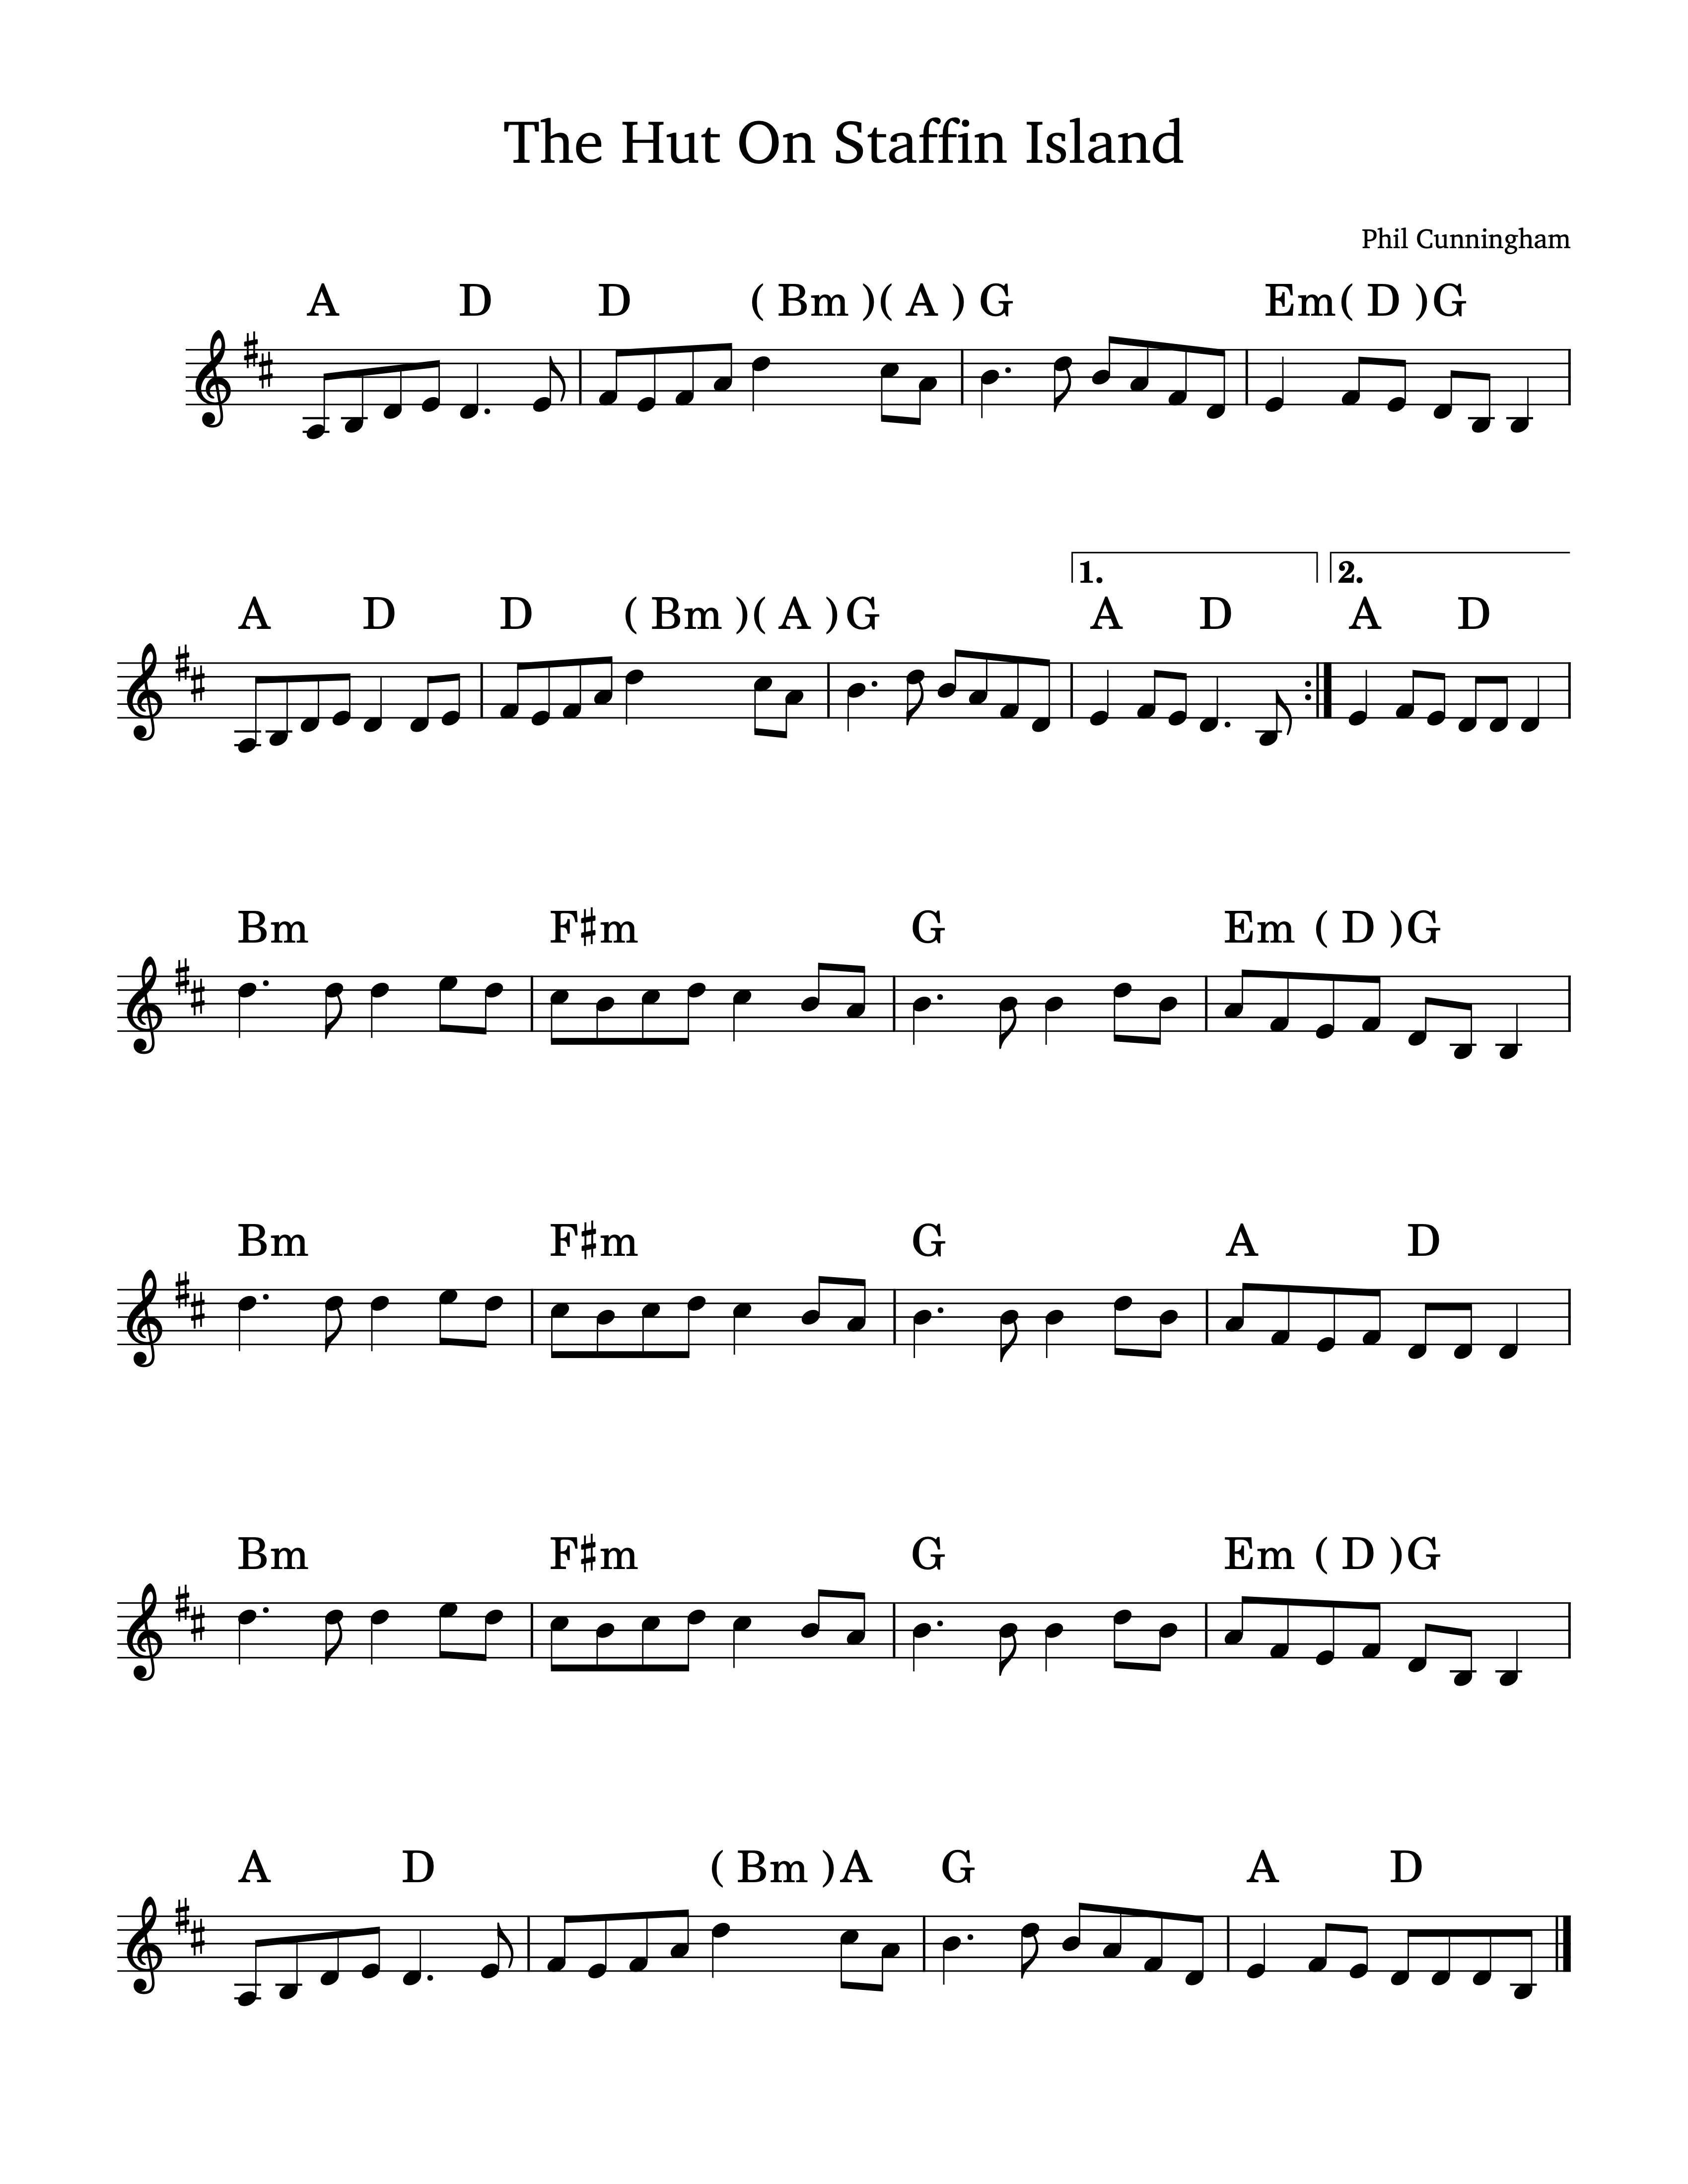 The Hut On Staffin Island
Phil Cunningham
A D D ( Bm )( A ) G Em( D )G
1. 2.
A D D ( Bm )( A )G A D A D
Bm F♯m G Em ( D )G
Bm F♯m G A D
Bm F♯m G Em ( D )G
A D ( Bm )A G A D